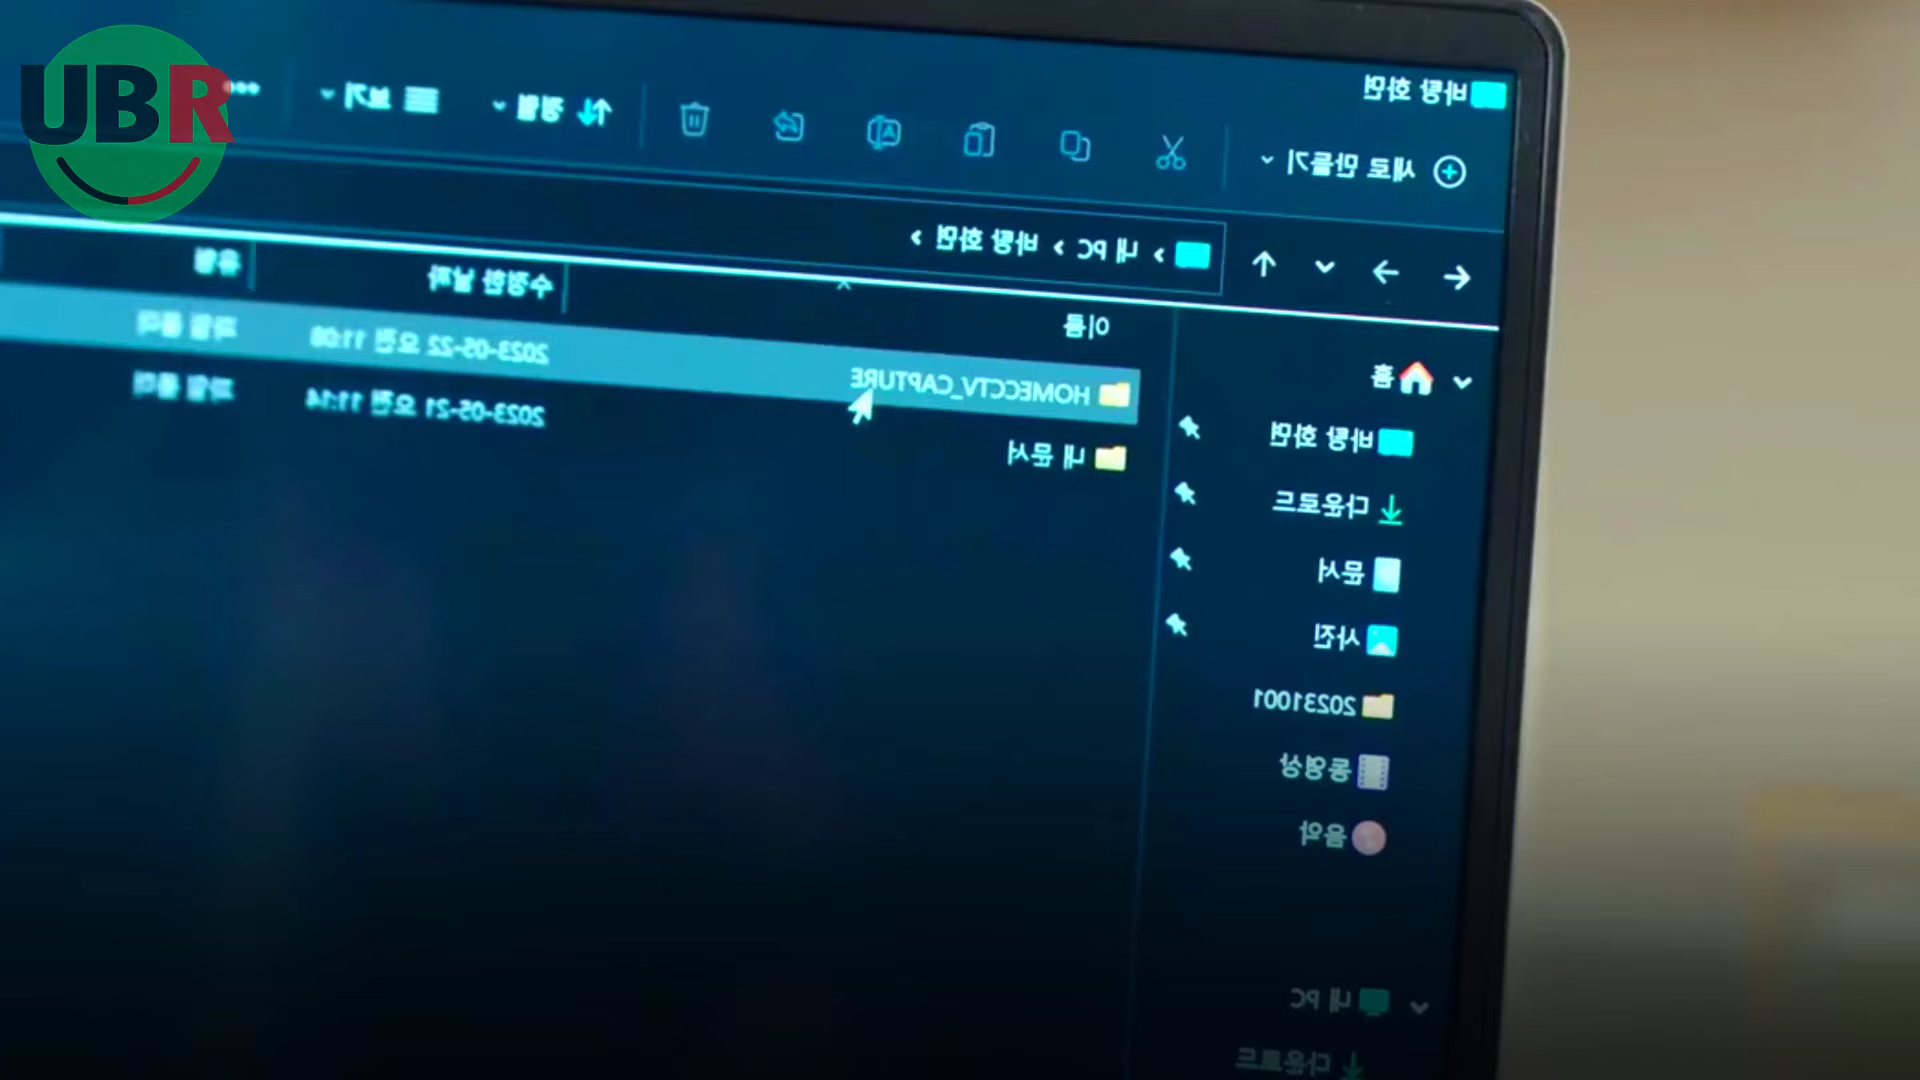 UBR
바탕 화면
새로 만들기
정렬
보기
내 PC > 바탕 화면 >
이름
수정한 날짜
유형
HOMECCTV_CAPTURE
2023-05-22 오전 11:08
파일 폴더
내 문서
2023-05-21 오전 11:14
파일 폴더
홈
바탕 화면
다운로드
문서
사진
20231001
동영상
음악
내 PC
다운로드